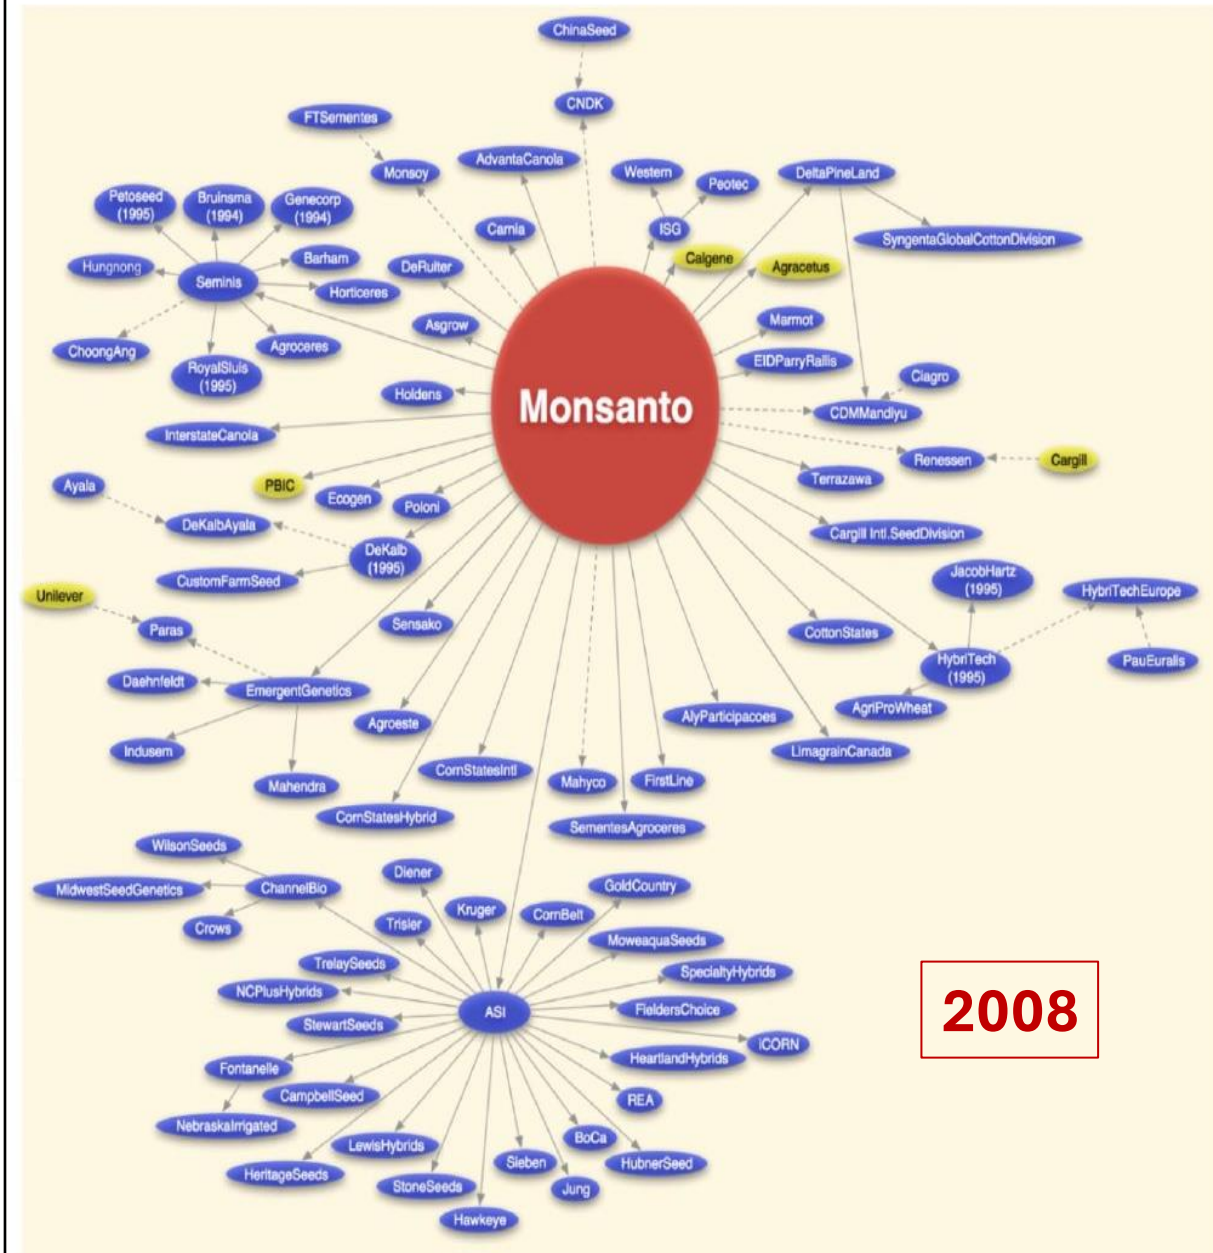 ChinaSeed
CNDK
FTSementes
Monsoy
AdvantaCanola
Western
Peotec
DeltaPineLand
Petoseed
(1995)
Bruinsma
(1994)
Genecorp
(1994)
Carnia
ISG
SyngentaGlobalCottonDivision
Hungnong
Seminis
Barham
Horticeres
DeRuiter
Calgene
Agracetus
ChoongAng
RoyalSluis
(1995)
Agroceres
Asgrow
Marmot
EIDParryRallis
Holdens
Monsanto
Ciagro
CDMMandiyu
InterstateCanola
Renessen
Cargill
Ayala
PBIC
Ecogen
Poloni
Terrazawa
DeKalbAyala
DeKalb
(1995)
Cargill Intl.SeedDivision
CustomFarmSeed
JacobHartz
(1995)
HybriTechEurope
Unilever
Paras
Sensako
CottonStates
HybriTech
(1995)
PauEuralis
Daehnfeldt
EmergentGenetics
AgriProWheat
Agroeste
AlyParticipacoes
Indusem
LimagrainCanada
Mahendra
CornStatesIntl
Mahyco
FirstLine
CornStatesHybrid
SementesAgroceres
WilsonSeeds
MidwestSeedGenetics
ChannelBio
Crows
Diener
Trisler
Kruger
CornBelt
GoldCountry
MoweaquaSeeds
TrelaySeeds
SpecialtyHybrids
NCPlusHybrids
StewartSeeds
ASI
FieldersChoice
iCORN
2008
Fontanelle
HeartlandHybrids
CampbellSeed
REA
NebraskaIrrigated
LewisHybrids
BoCa
HeritageSeeds
StoneSeeds
Sieben
HubnerSeed
Jung
Hawkeye